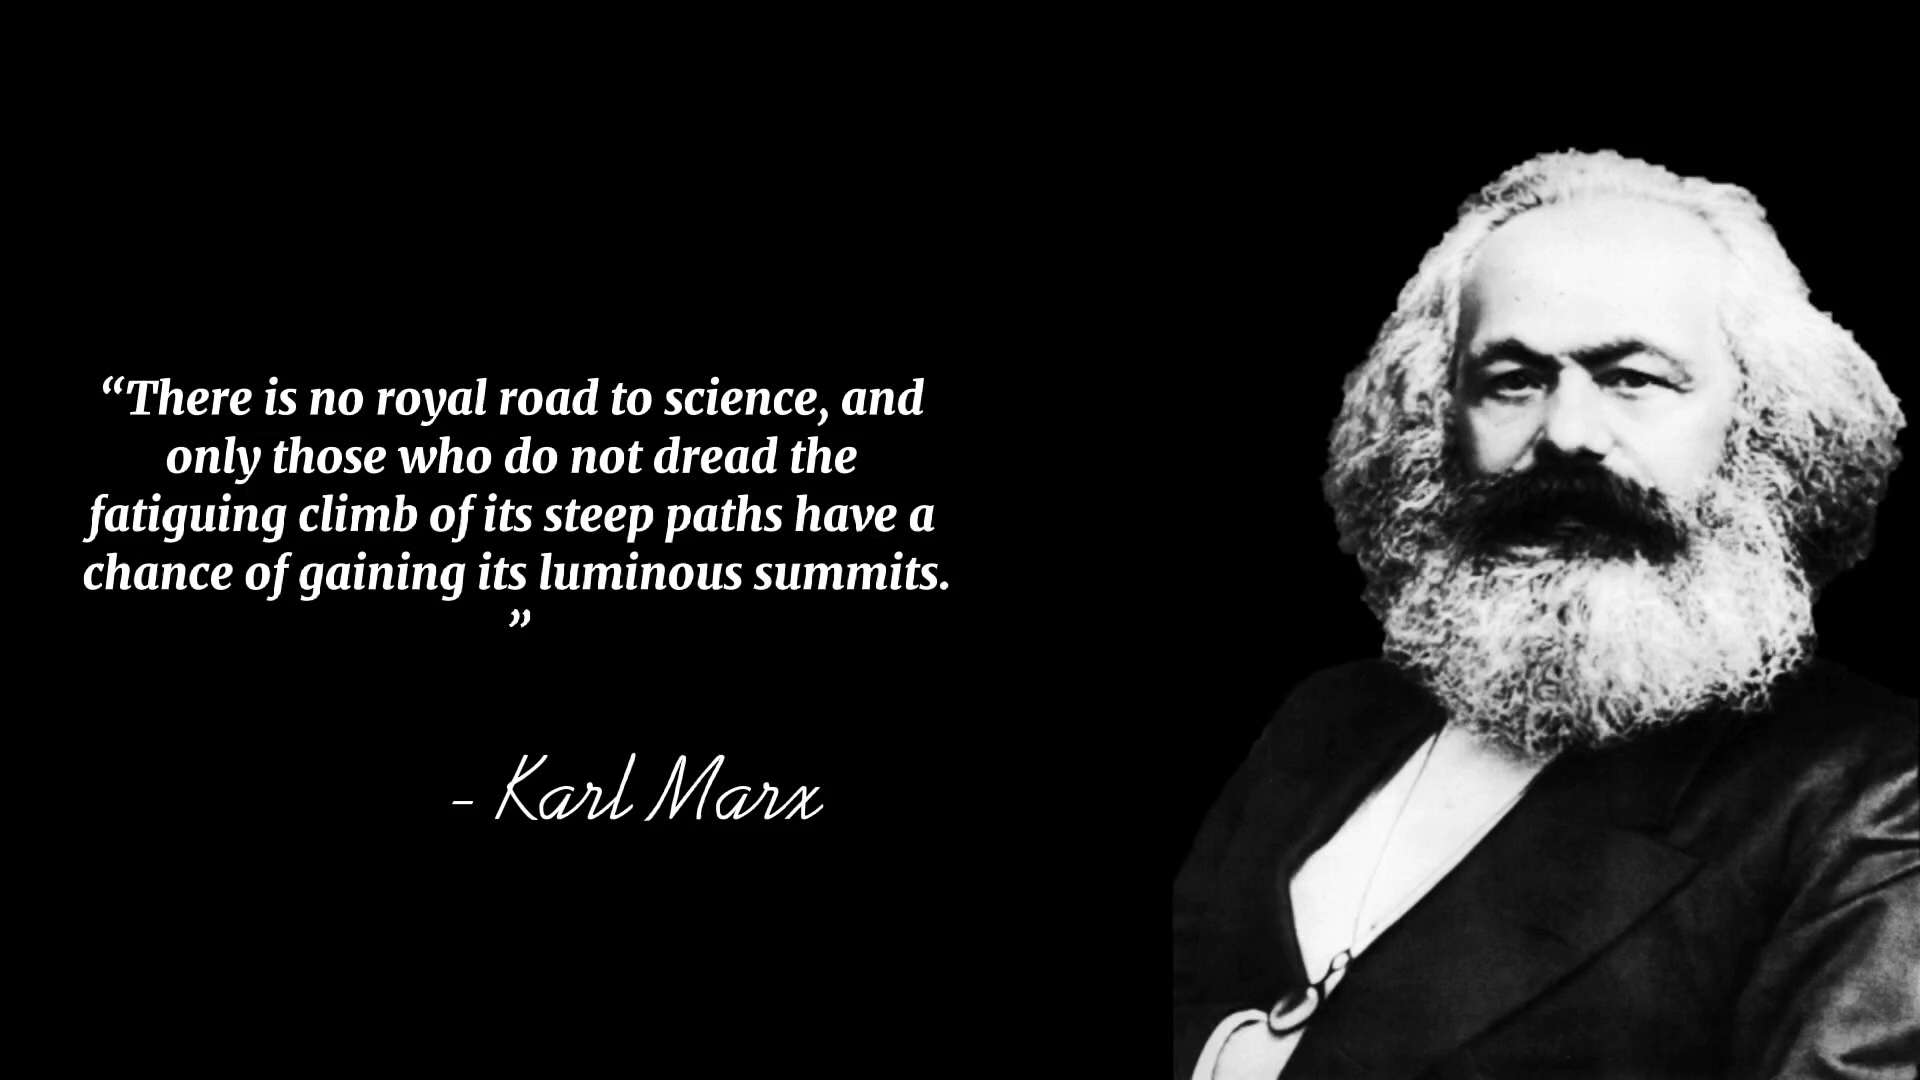 “There is no royal road to science, and
only those who do not dread the
fatiguing climb of its steep paths have a
chance of gaining its luminous summits.
”
- Karl Marx